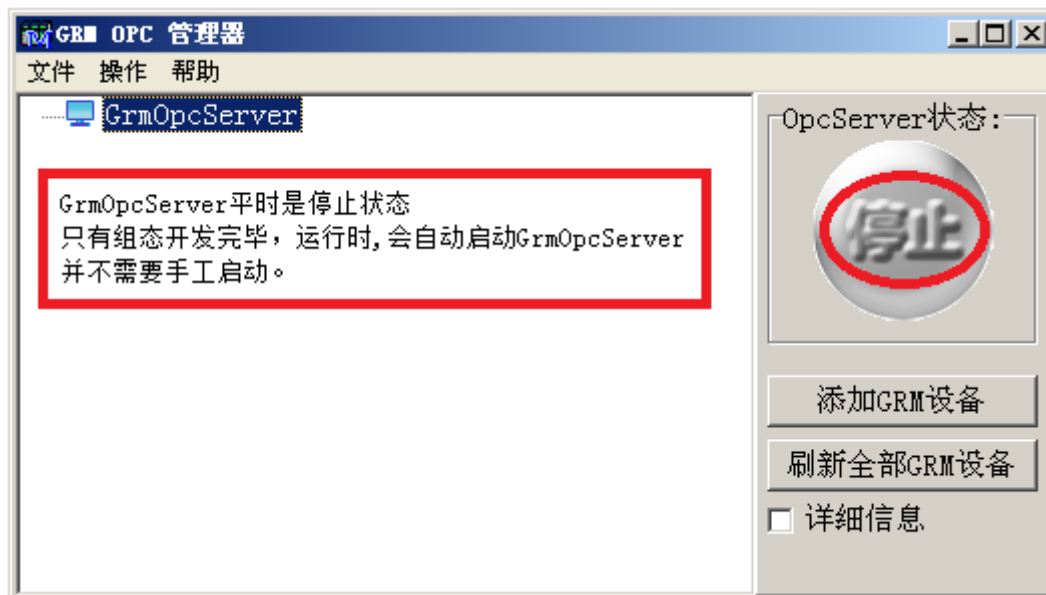 GRM OPC 管理器
文件 操作 帮助
GrmOpcServer
GrmOpcServer平时是停止状态
只有组态开发完毕，运行时,会自动启动GrmOpcServer
并不需要手工启动。
OpcServer状态:
停止
添加GRM设备
刷新全部GRM设备
详细信息